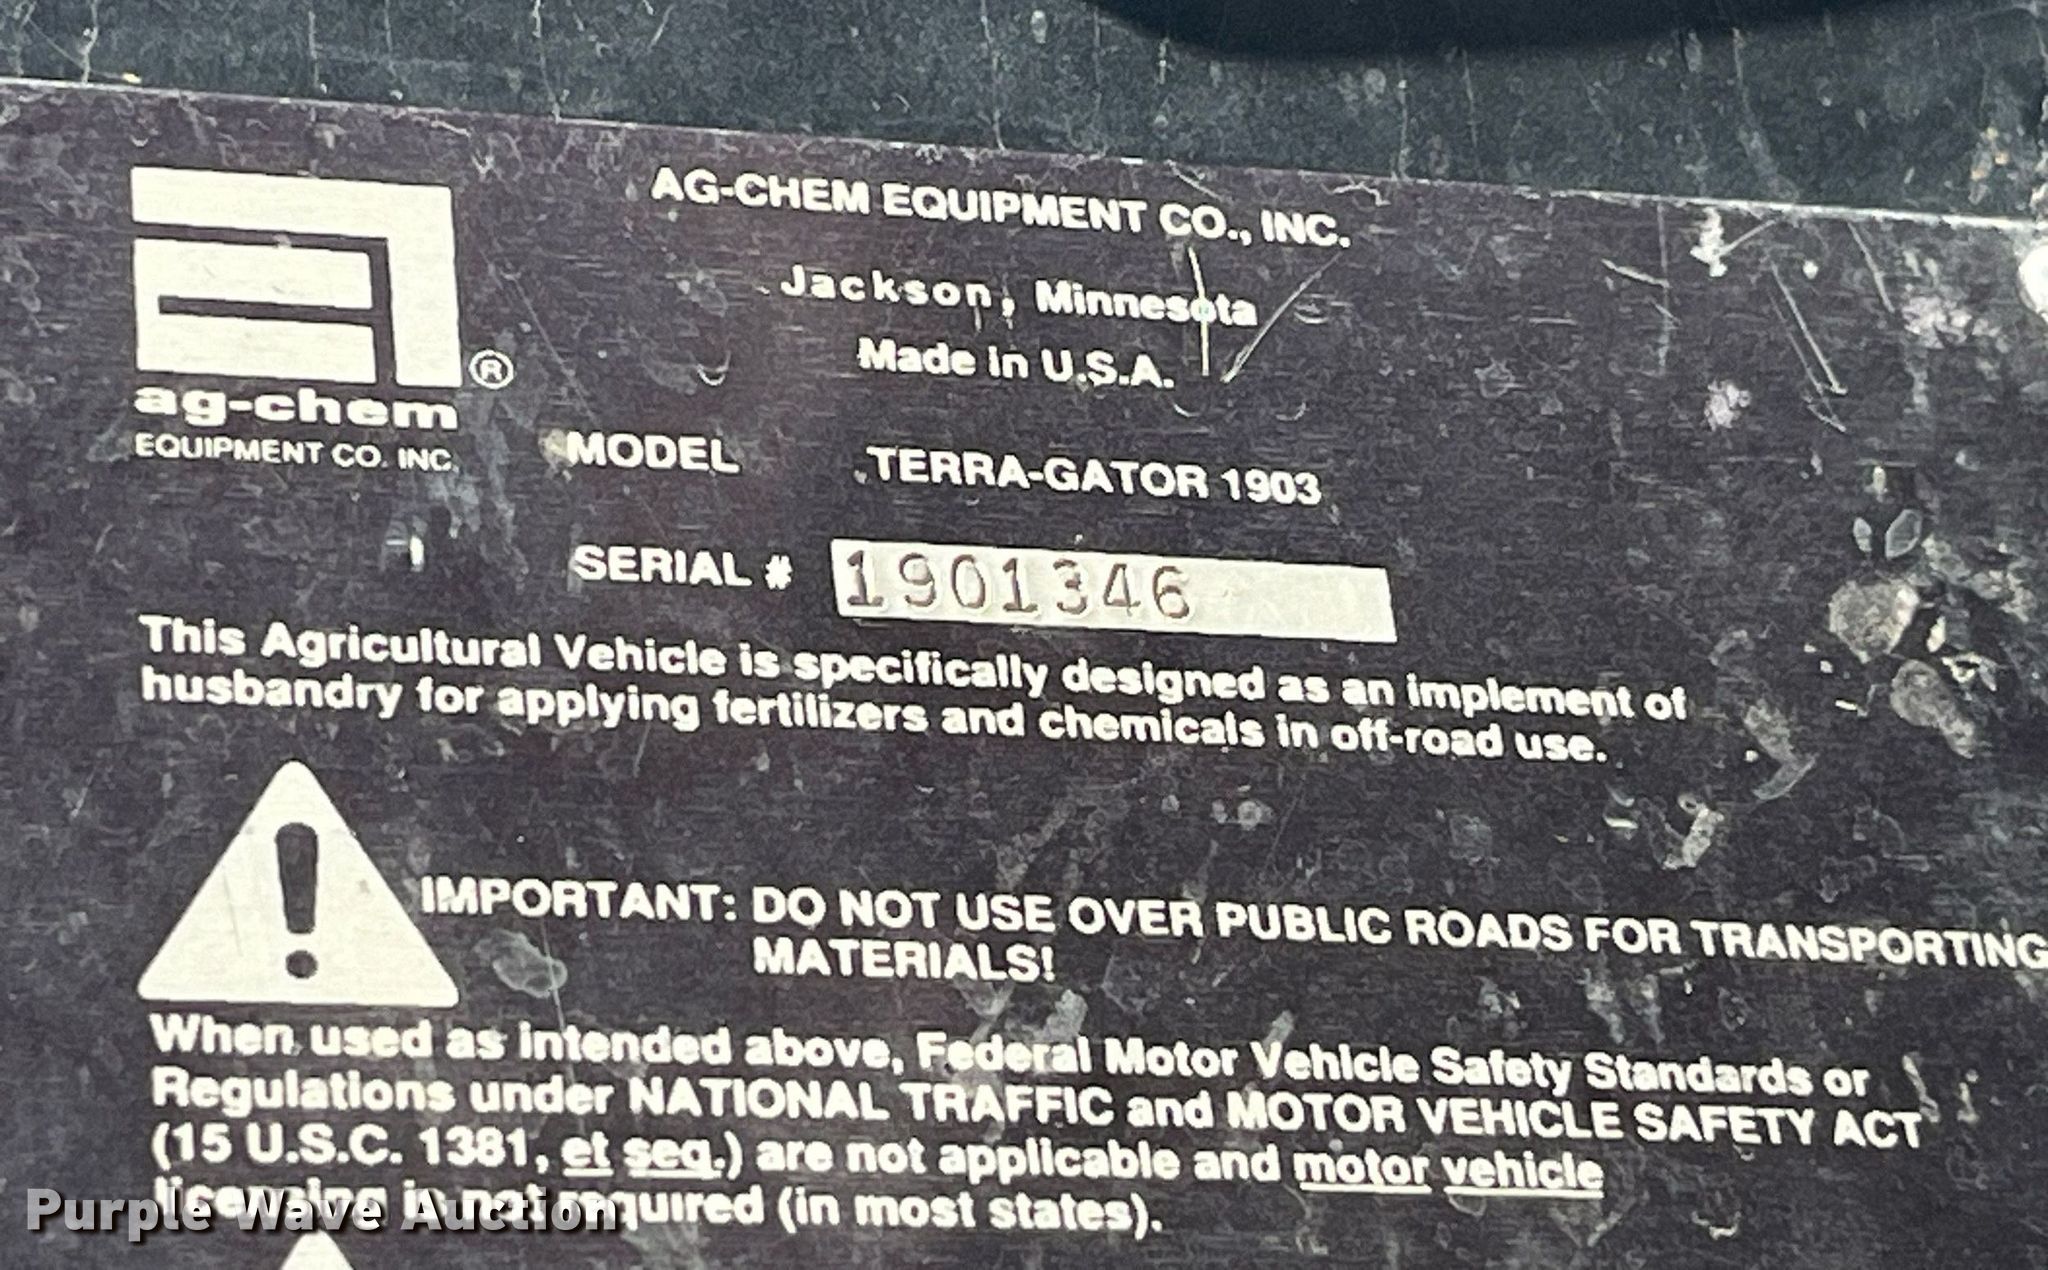 AG-CHEM EQUIPMENT CO., INC.
Jackson, Minnesota
Made in U.S.A.
®
ag-chem
EQUIPMENT CO. INC.
MODEL TERRA-GATOR 1903
SERIAL # 1901346
This Agricultural Vehicle is specifically designed as an implement of
husbandry for applying fertilizers and chemicals in off-road use.
IMPORTANT: DO NOT USE OVER PUBLIC ROADS FOR TRANSPORTING
MATERIALS!
When used as intended above, Federal Motor Vehicle Safety Standards or
Regulations under NATIONAL TRAFFIC and MOTOR VEHICLE SAFETY ACT
(15 U.S.C. 1381, et seq.) are not applicable and motor vehicle
licensing is not required (in most states).
Purple Wave Auction